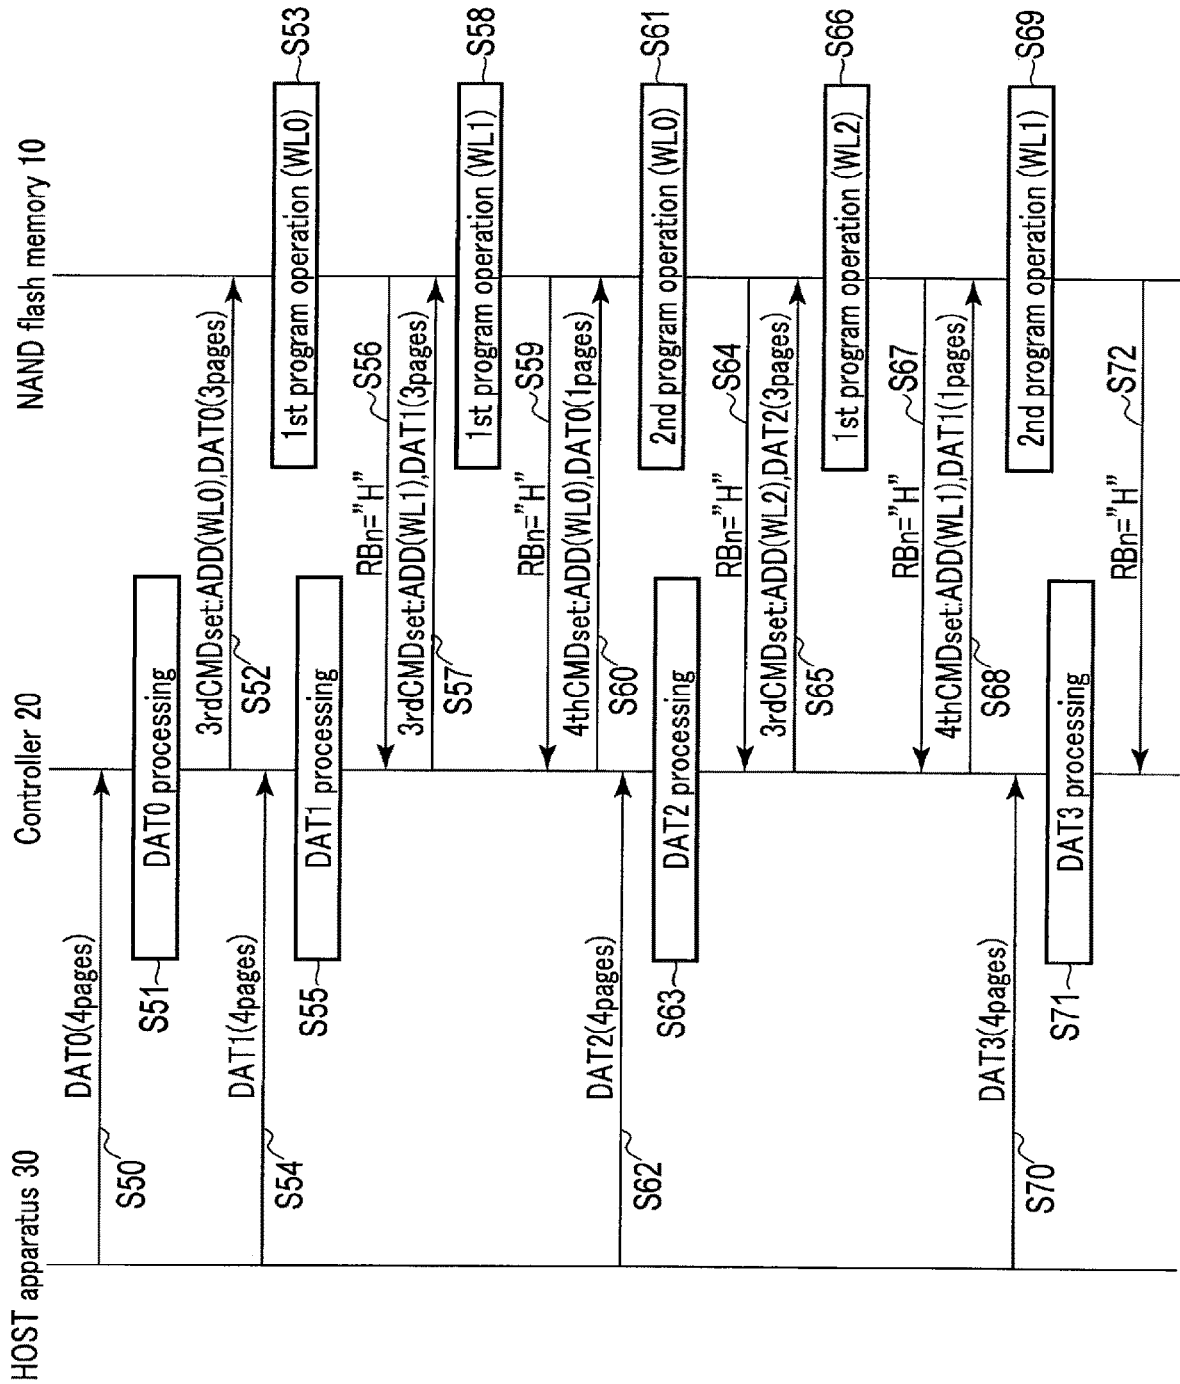 HOST apparatus 30
Controller 20
NAND flash memory 10
DAT0(4pages)
S50
S51
DAT0 processing
3rdCMDset:ADD(WL0),DAT0(3pages)
S52
1st program operation (WL0)
S53
DAT1(4pages)
S54
S55
DAT1 processing
RBn="H"
S56
3rdCMDset:ADD(WL1),DAT1(3pages)
S57
1st program operation (WL1)
S58
RBn="H"
S59
4thCMDset:ADD(WL0),DAT0(1pages)
S60
2nd program operation (WL0)
S61
DAT2(4pages)
S62
S63
DAT2 processing
RBn="H"
S64
3rdCMDset:ADD(WL2),DAT2(3pages)
S65
1st program operation (WL2)
S66
RBn="H"
S67
4thCMDset:ADD(WL1),DAT1(1pages)
S68
2nd program operation (WL1)
S69
DAT3(4pages)
S70
S71
DAT3 processing
RBn="H"
S72